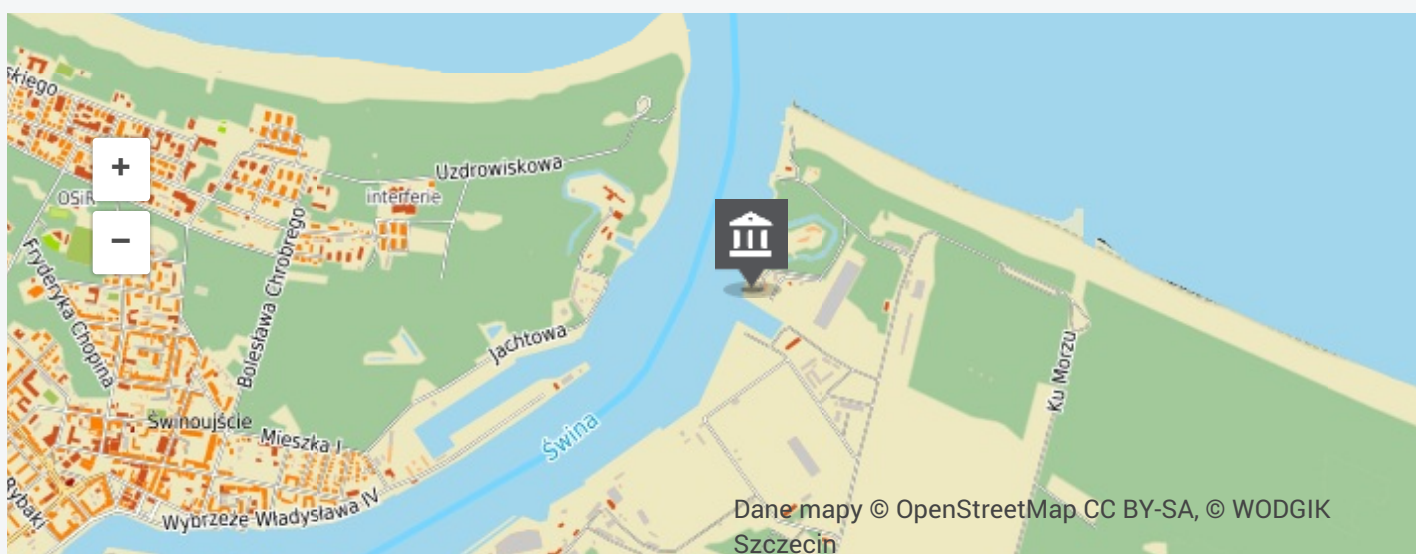 skiego
Uzdrowiskowa
interferie
OSiR
Bolesława Chrobrego
Fryderyka Chopina
Jachtowa
Ku Morzu
Świnoujście
Mieszka I
Świna
Rybaki
Wybrzeże Władysława IV
Dane mapy © OpenStreetMap CC BY-SA, © WODGIK
Szczecin